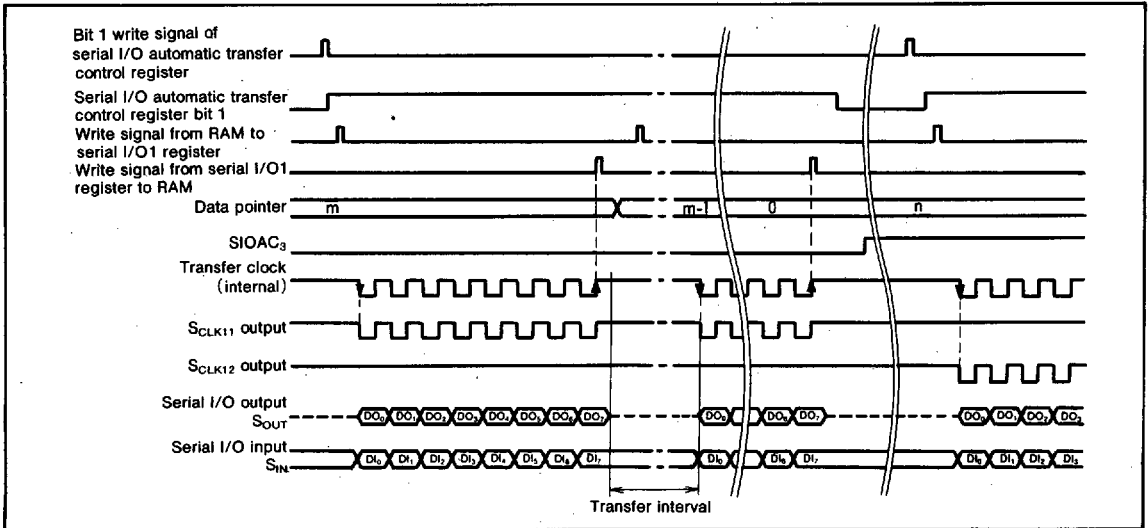 Bit 1 write signal of
serial I/O automatic transfer
control register
Serial I/O automatic transfer
control register bit 1
Write signal from RAM to
serial I/O1 register
Write signal from serial I/O1
register to RAM
Data pointer m m-1 0 n
SIOAC₃
Transfer clock
(internal)
SCLK11 output
SCLK12 output
Serial I/O output
SOUT DO₀ DO₁ DO₂ DO₃ DO₄ DO₅ DO₆ DO₇ DO₀ DO₆ DO₇ DO₀ DO₁ DO₂ DO₃
Serial I/O input
SIN DI₀ DI₁ DI₂ DI₃ DI₄ DI₅ DI₆ DI₇ DI₀ DI₆ DI₇ DI₀ DI₁ DI₂ DI₃
Transfer interval